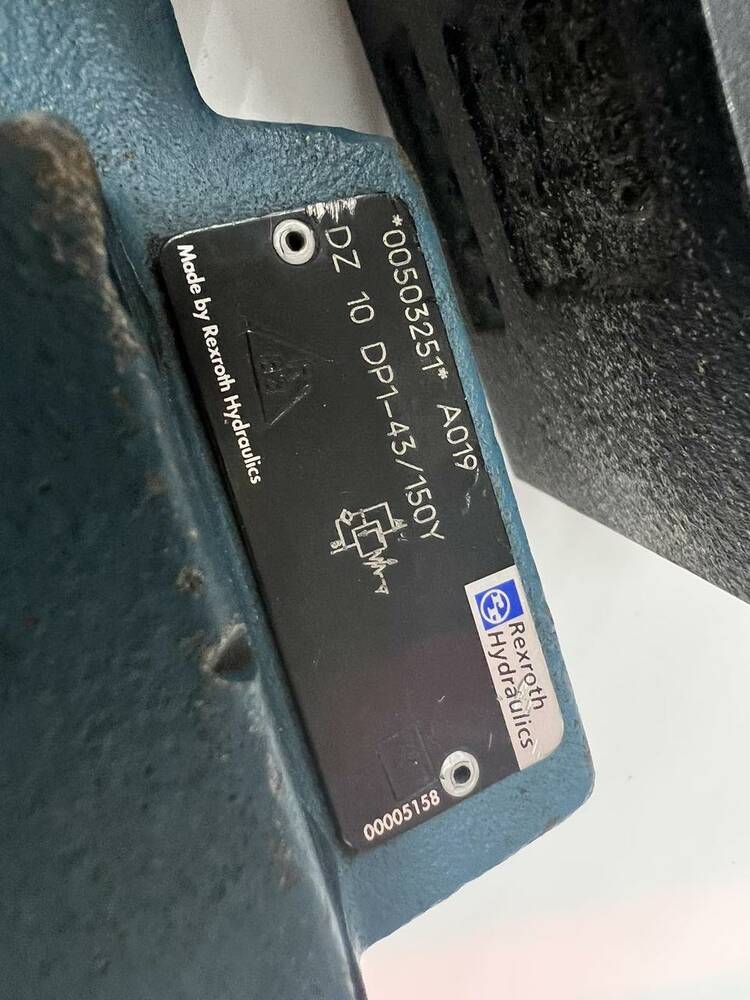 *00503251* A019
DZ 10 DP1-43/150Y
Made by Rexroth Hydraulics
Rexroth
Hydraulics
00005158